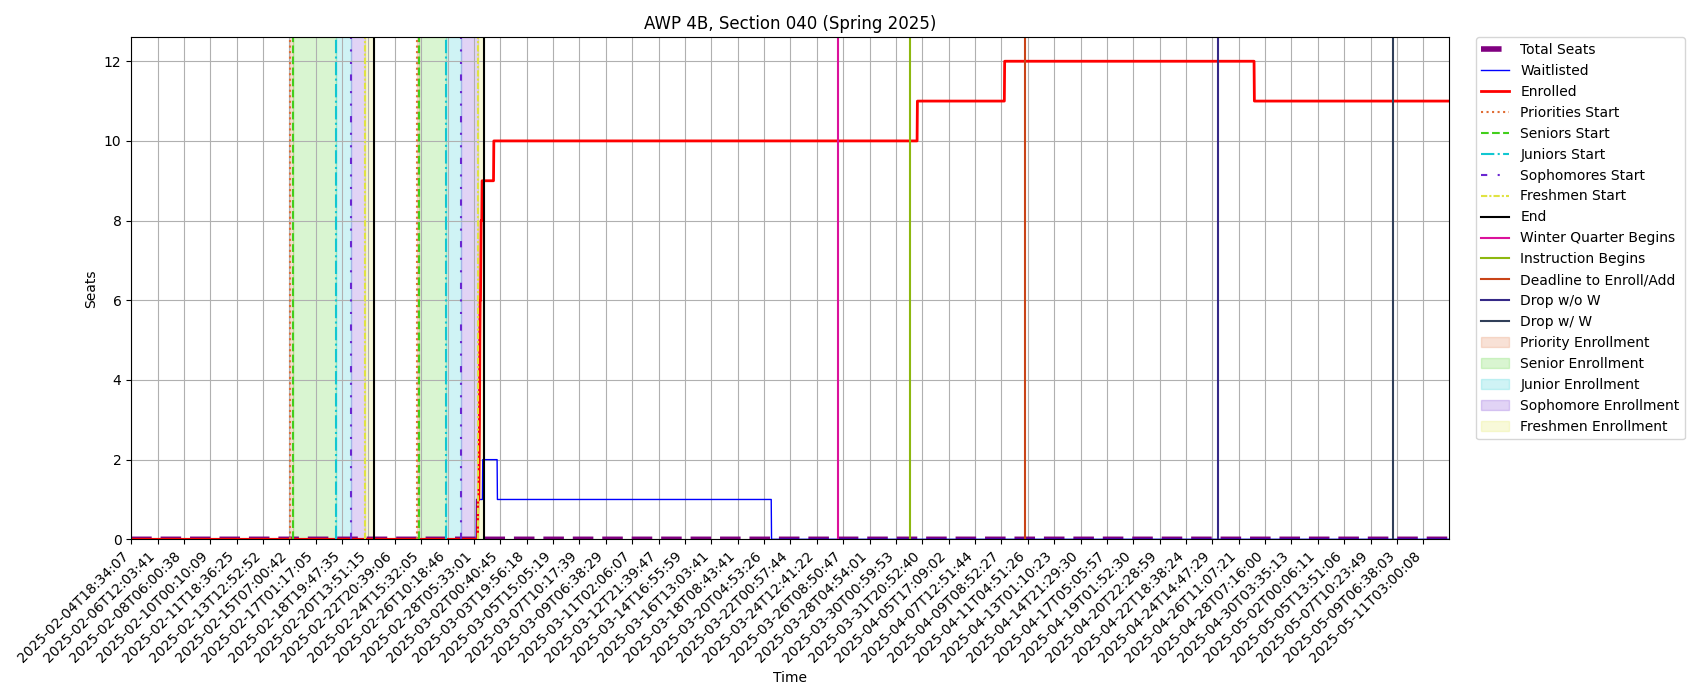 AWP 4B, Section 040 (Spring 2025)
Seats
12
10
8
6
4
2
0
2025-02-04T18:34:07
2025-02-06T12:03:41
2025-02-08T06:00:38
2025-02-10T00:10:09
2025-02-11T18:36:25
2025-02-13T12:52:52
2025-02-15T07:00:42
2025-02-17T01:17:05
2025-02-18T19:47:35
2025-02-20T13:51:15
2025-02-22T20:39:06
2025-02-24T15:32:05
2025-02-26T10:18:46
2025-02-28T05:33:01
2025-03-02T00:40:45
2025-03-03T19:56:18
2025-03-05T15:05:19
2025-03-07T10:17:39
2025-03-09T06:38:29
2025-03-11T02:06:07
2025-03-12T21:39:47
2025-03-14T16:55:59
2025-03-16T13:03:41
2025-03-18T08:43:41
2025-03-20T04:53:26
2025-03-22T00:57:44
2025-03-24T12:41:22
2025-03-26T08:50:47
2025-03-28T04:54:01
2025-03-30T00:59:53
2025-03-31T20:52:40
2025-04-05T17:09:02
2025-04-07T12:51:44
2025-04-09T08:52:27
2025-04-11T04:51:26
2025-04-13T01:10:23
2025-04-14T21:29:30
2025-04-17T05:05:57
2025-04-19T01:52:30
2025-04-20T22:28:59
2025-04-22T18:38:24
2025-04-24T14:47:29
2025-04-26T11:07:21
2025-04-28T07:16:00
2025-04-30T03:35:13
2025-05-02T00:06:11
2025-05-05T13:51:06
2025-05-07T10:23:49
2025-05-09T06:38:03
2025-05-11T03:00:08
Time
Total Seats
Waitlisted
Enrolled
Priorities Start
Seniors Start
Juniors Start
Sophomores Start
Freshmen Start
End
Winter Quarter Begins
Instruction Begins
Deadline to Enroll/Add
Drop w/o W
Drop w/ W
Priority Enrollment
Senior Enrollment
Junior Enrollment
Sophomore Enrollment
Freshmen Enrollment